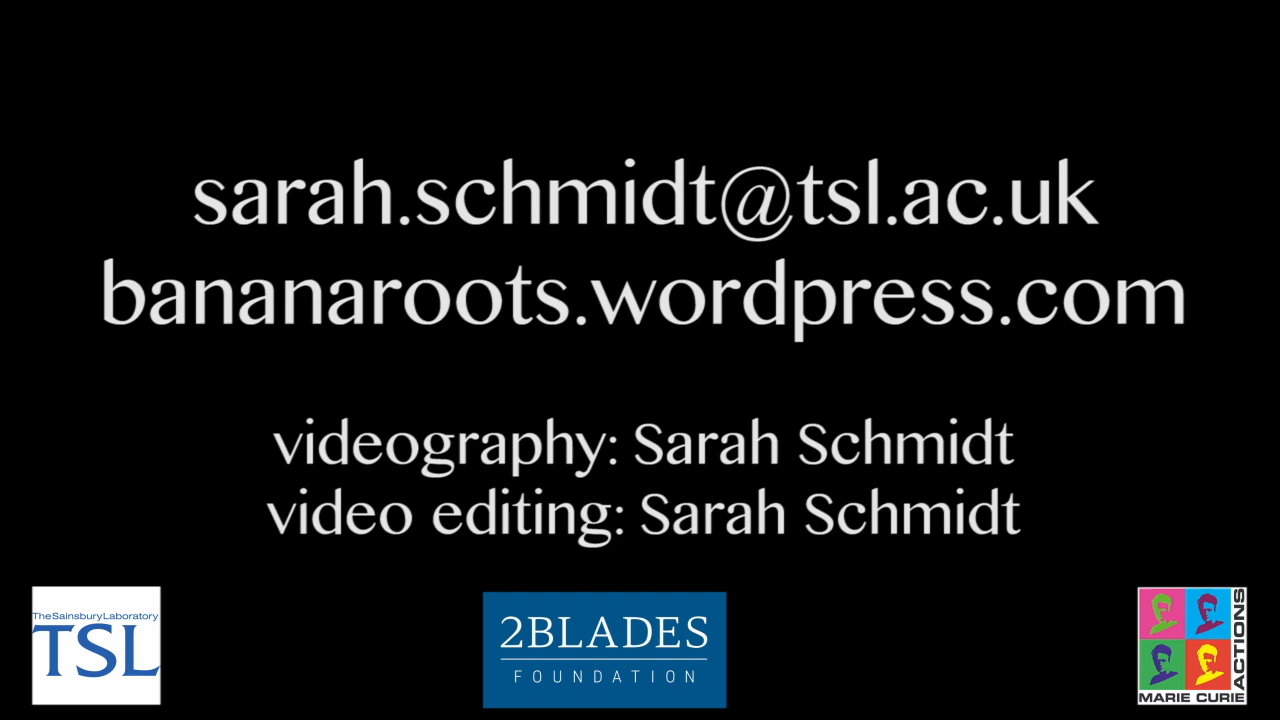 sarah.schmidt@tsl.ac.uk
bananaroots.wordpress.com
videography: Sarah Schmidt
video editing: Sarah Schmidt
TheSainsburyLaboratory
TSL
2BLADES
FOUNDATION
MARIE CURIE
ACTIONS